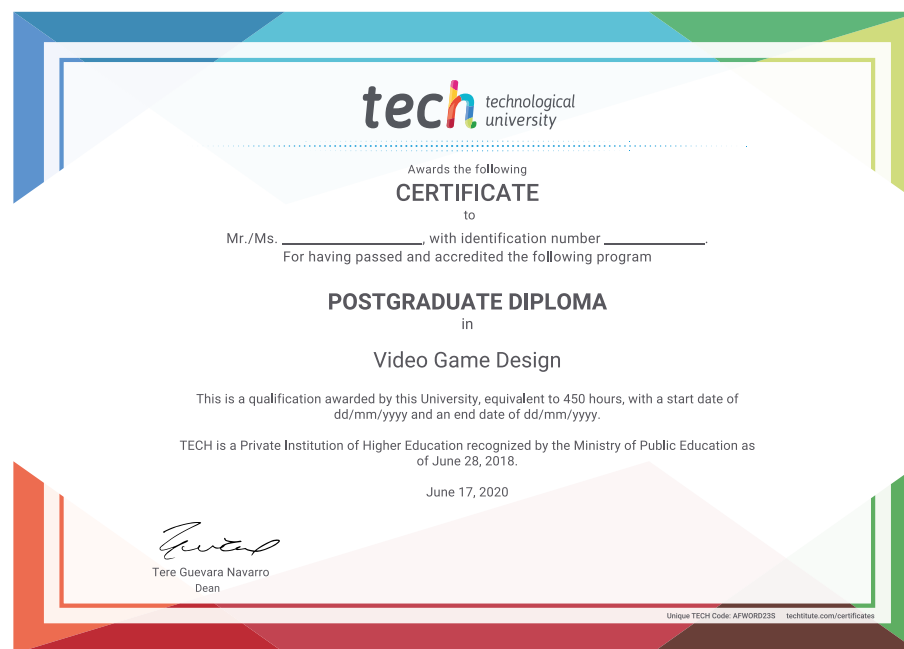 tech technological
university
Awards the following
CERTIFICATE
to
Mr./Ms. ____________________, with identification number ______________.
For having passed and accredited the following program
POSTGRADUATE DIPLOMA
in
Video Game Design
This is a qualification awarded by this University, equivalent to 450 hours, with a start date of
dd/mm/yyyy and an end date of dd/mm/yyyy.
TECH is a Private Institution of Higher Education recognized by the Ministry of Public Education as
of June 28, 2018.
June 17, 2020
Tere Guevara Navarro
Dean
Unique TECH Code: AFWORD23S techtitute.com/certificates